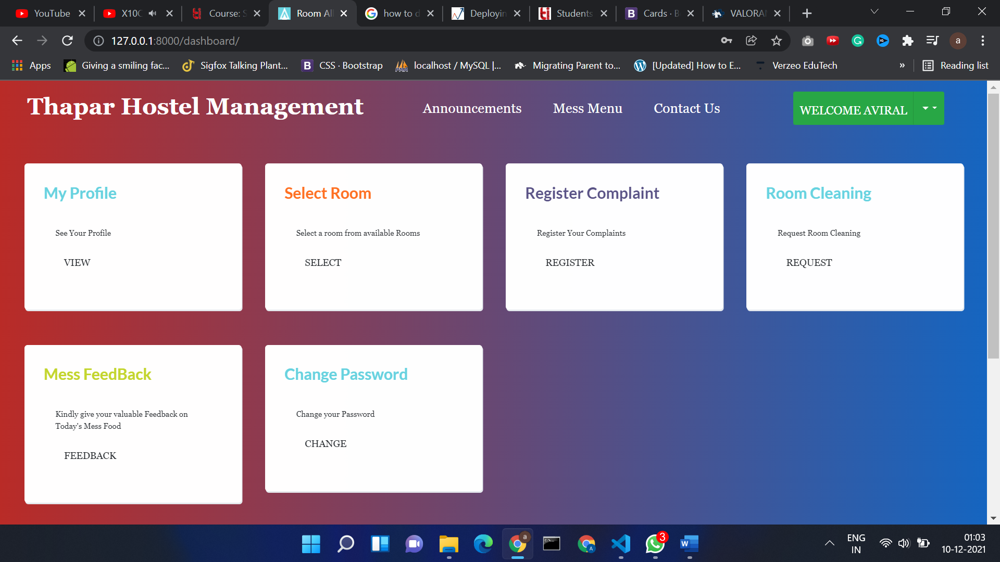 YouTube X10C Course: S Room All how to d Deployin Students Cards · B VALORAN
127.0.0.1:8000/dashboard/ a
Apps Giving a smiling fac... Sigfox Talking Plant... CSS · Bootstrap localhost / MySQL |... Migrating Parent to... [Updated] How to E... Verzeo EduTech » Reading list
Thapar Hostel Management Announcements Mess Menu Contact Us WELCOME AVIRAL
My Profile
See Your Profile
VIEW
Select Room
Select a room from available Rooms
SELECT
Register Complaint
Register Your Complaints
REGISTER
Room Cleaning
Request Room Cleaning
REQUEST
Mess FeedBack
Kindly give your valuable Feedback on
Today's Mess Food
FEEDBACK
Change Password
Change your Password
CHANGE
3
ENG
IN
01:03
10-12-2021